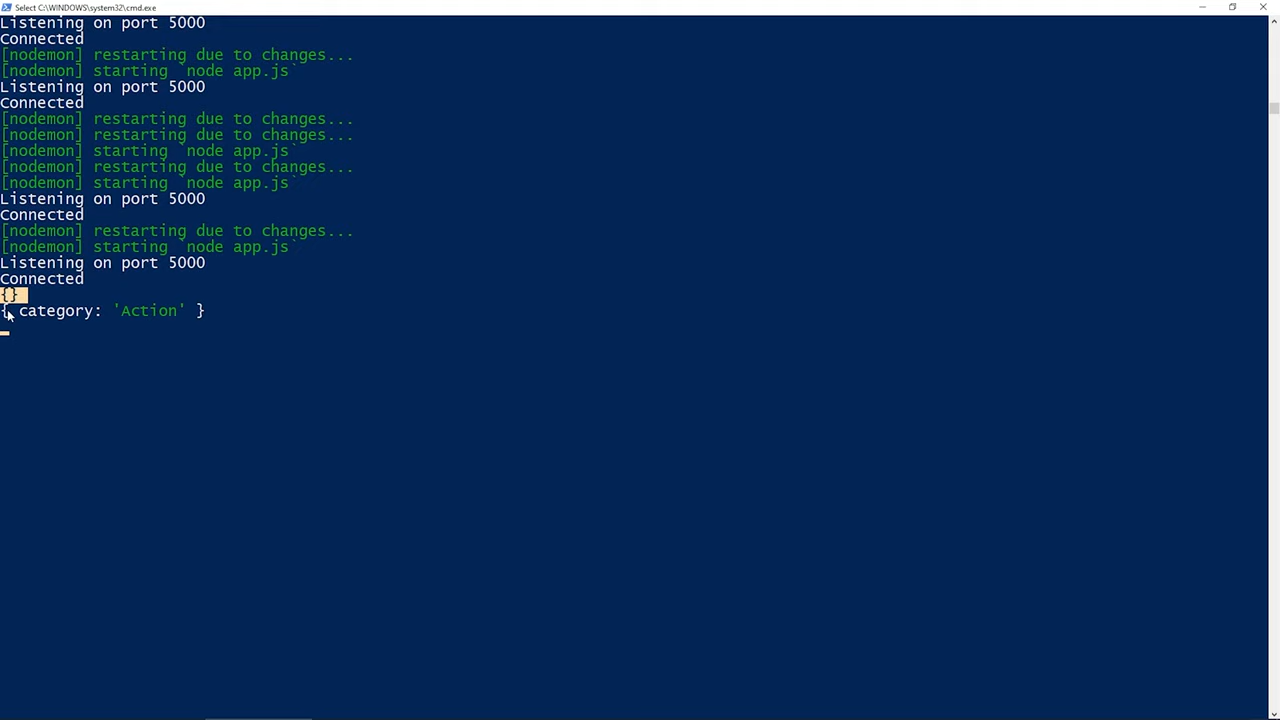 Select C:\WINDOWS\system32\cmd.exe
Listening on port 5000
Connected
[nodemon] restarting due to changes...
[nodemon] starting `node app.js`
Listening on port 5000
Connected
[nodemon] restarting due to changes...
[nodemon] restarting due to changes...
[nodemon] starting `node app.js`
[nodemon] restarting due to changes...
[nodemon] starting `node app.js`
Listening on port 5000
Connected
[nodemon] restarting due to changes...
[nodemon] starting `node app.js`
Listening on port 5000
Connected
{}
{ category: 'Action' }